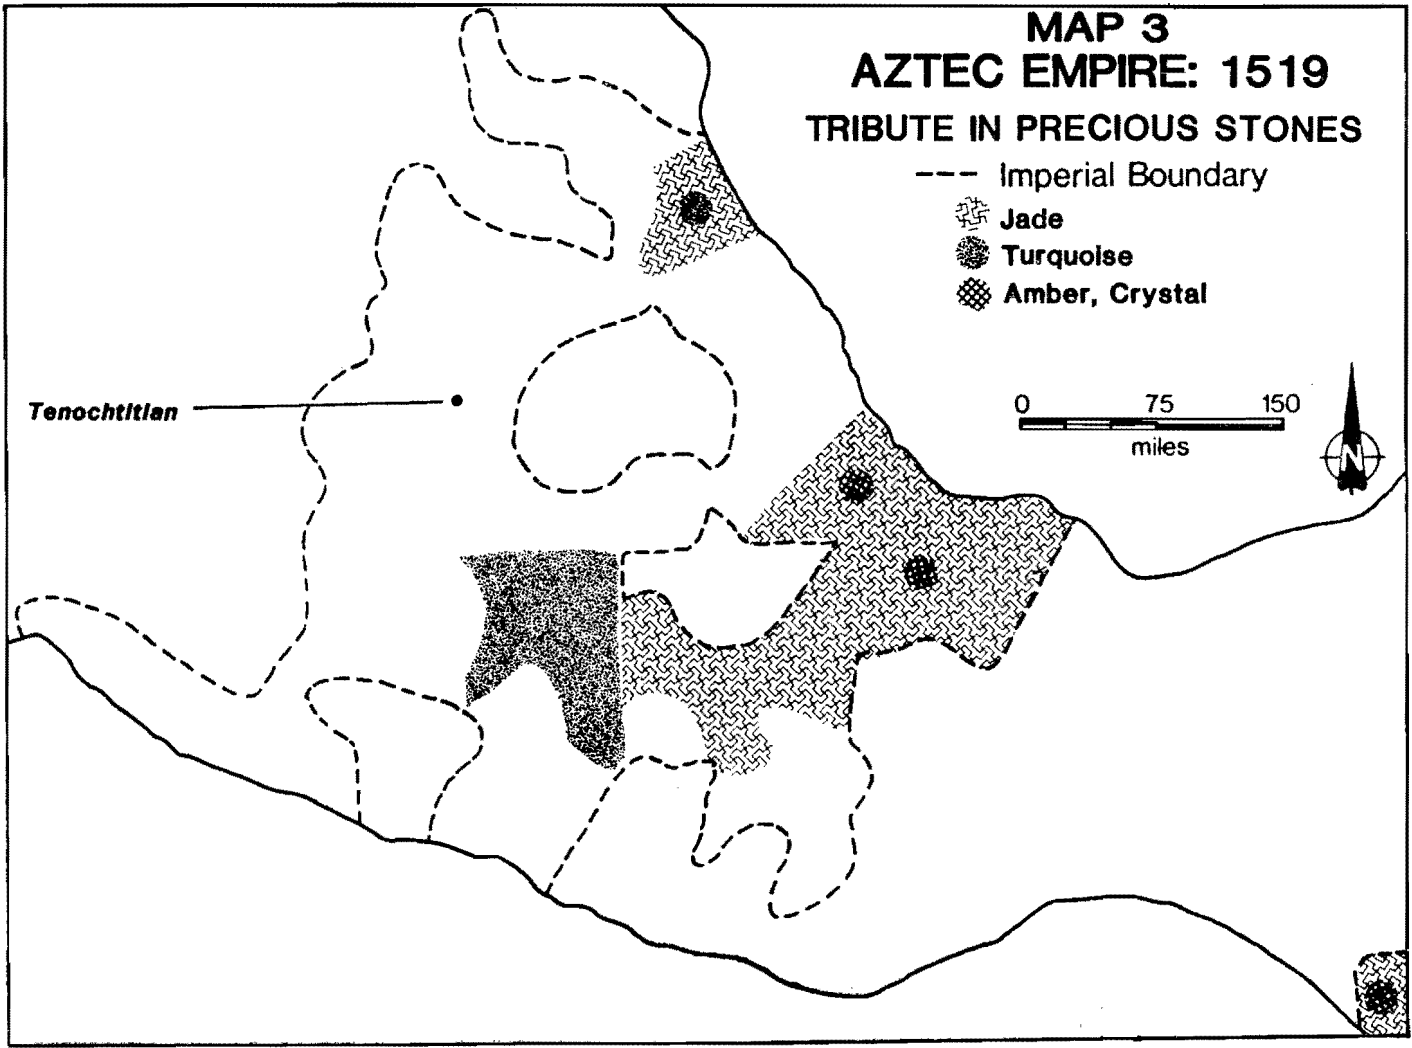 MAP 3
AZTEC EMPIRE: 1519
TRIBUTE IN PRECIOUS STONES
Imperial Boundary
Jade
Turquoise
Amber, Crystal
0 75 150
miles
N
Tenochtitlan